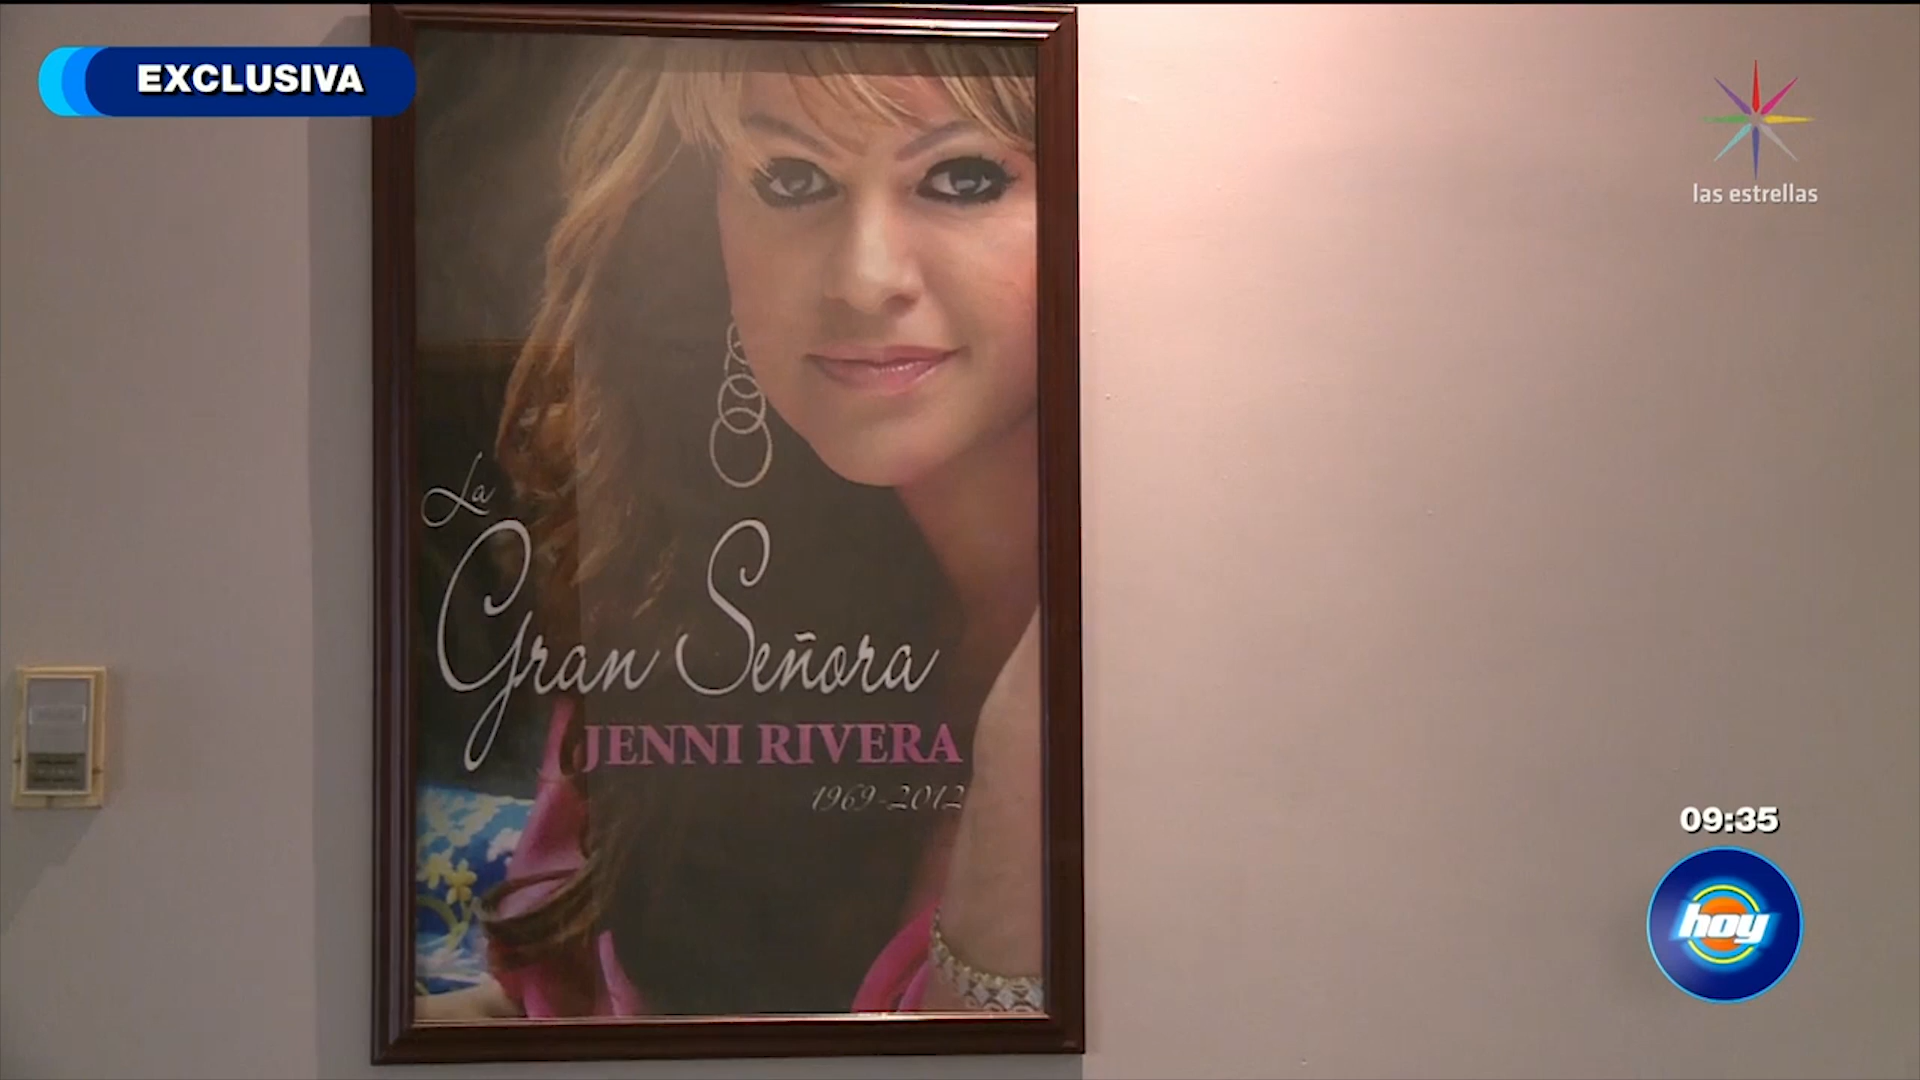 EXCLUSIVA
las estrellas
La
Gran Señora
JENNI RIVERA
1969-2012
09:35
hoy